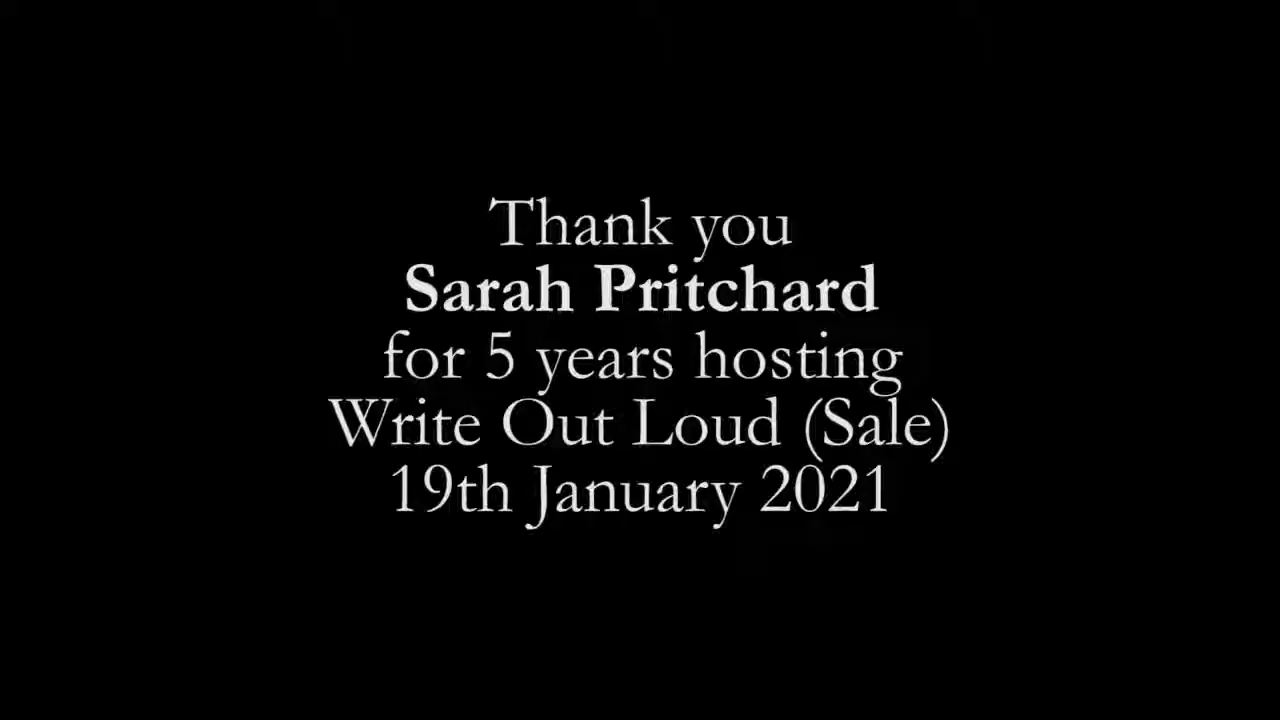 Thank you
Sarah Pritchard
for 5 years hosting
Write Out Loud (Sale)
19th January 2021